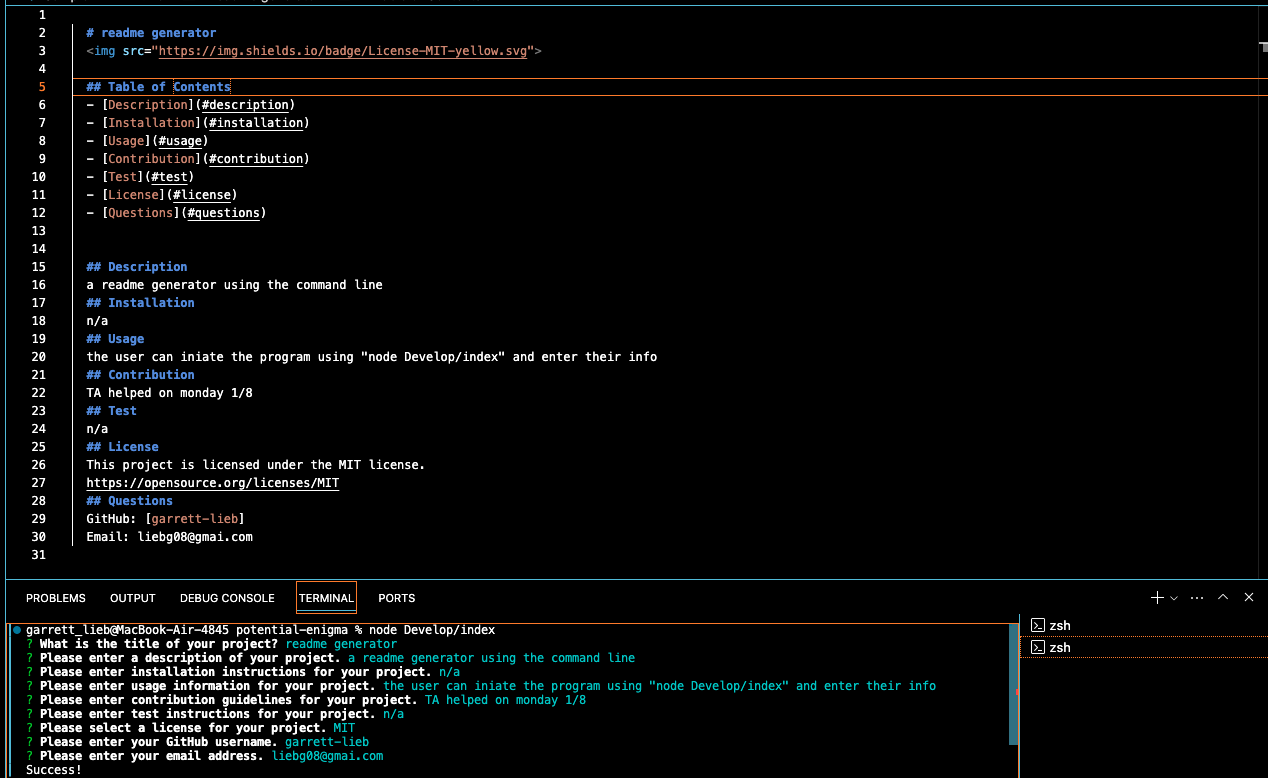 1
2 # readme generator
3 <img src="https://img.shields.io/badge/License-MIT-yellow.svg">
4
5 ## Table of Contents
6 - [Description](#description)
7 - [Installation](#installation)
8 - [Usage](#usage)
9 - [Contribution](#contribution)
10 - [Test](#test)
11 - [License](#license)
12 - [Questions](#questions)
13
14
15 ## Description
16 a readme generator using the command line
17 ## Installation
18 n/a
19 ## Usage
20 the user can iniate the program using "node Develop/index" and enter their info
21 ## Contribution
22 TA helped on monday 1/8
23 ## Test
24 n/a
25 ## License
26 This project is licensed under the MIT license.
27 https://opensource.org/licenses/MIT
28 ## Questions
29 GitHub: [garrett-lieb]
30 Email: liebg08@gmai.com
31
PROBLEMS OUTPUT DEBUG CONSOLE TERMINAL PORTS
garrett_lieb@MacBook-Air-4845 potential-enigma % node Develop/index
? What is the title of your project? readme generator
? Please enter a description of your project. a readme generator using the command line
? Please enter installation instructions for your project. n/a
? Please enter usage information for your project. the user can iniate the program using "node Develop/index" and enter their info
? Please enter contribution guidelines for your project. TA helped on monday 1/8
? Please enter test instructions for your project. n/a
? Please select a license for your project. MIT
? Please enter your GitHub username. garrett-lieb
? Please enter your email address. liebg08@gmai.com
Success!
zsh
zsh